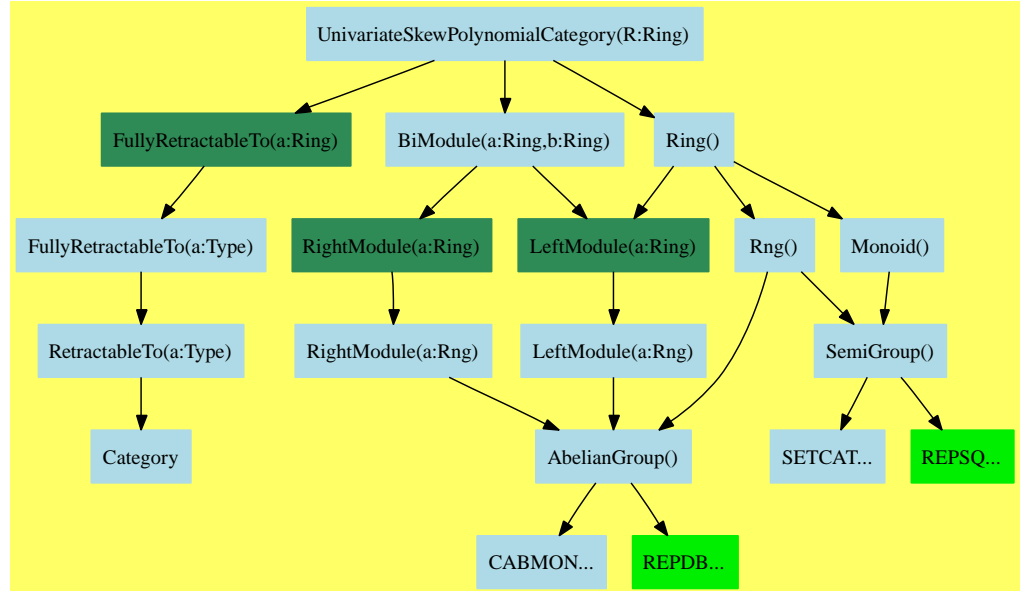 UnivariateSkewPolynomialCategory(R:Ring)
FullyRetractableTo(a:Ring)
BiModule(a:Ring,b:Ring)
Ring()
FullyRetractableTo(a:Type)
RightModule(a:Ring)
LeftModule(a:Ring)
Rng()
Monoid()
RetractableTo(a:Type)
RightModule(a:Rng)
LeftModule(a:Rng)
SemiGroup()
Category
AbelianGroup()
SETCAT...
REPSQ...
CABMON...
REPDB...